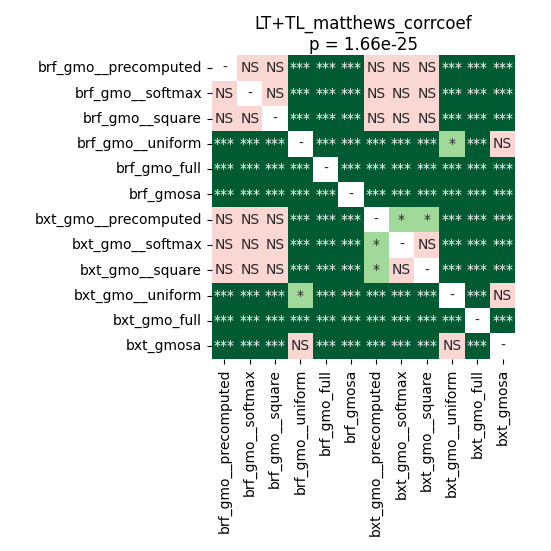 LT+TL_matthews_corrcoef
p = 1.66e-25
brf_gmo__precomputed - NS NS *** *** *** NS NS NS *** *** ***
brf_gmo__softmax NS - NS *** *** *** NS NS NS *** *** ***
brf_gmo__square NS NS - *** *** *** NS NS NS *** *** ***
brf_gmo__uniform *** *** *** - *** *** *** *** *** * *** NS
brf_gmo_full *** *** *** *** - *** *** *** *** *** *** ***
brf_gmosa *** *** *** *** *** - *** *** *** *** *** ***
bxt_gmo__precomputed NS NS NS *** *** *** - * * *** *** ***
bxt_gmo__softmax NS NS NS *** *** *** * - NS *** *** ***
bxt_gmo__square NS NS NS *** *** *** * NS - *** *** ***
bxt_gmo__uniform *** *** *** * *** *** *** *** *** - *** NS
bxt_gmo_full *** *** *** *** *** *** *** *** *** *** - ***
bxt_gmosa *** *** *** NS *** *** *** *** *** NS *** -
brf_gmo__precomputed
brf_gmo__softmax
brf_gmo__square
brf_gmo__uniform
brf_gmo_full
brf_gmosa
bxt_gmo__precomputed
bxt_gmo__softmax
bxt_gmo__square
bxt_gmo__uniform
bxt_gmo_full
bxt_gmosa